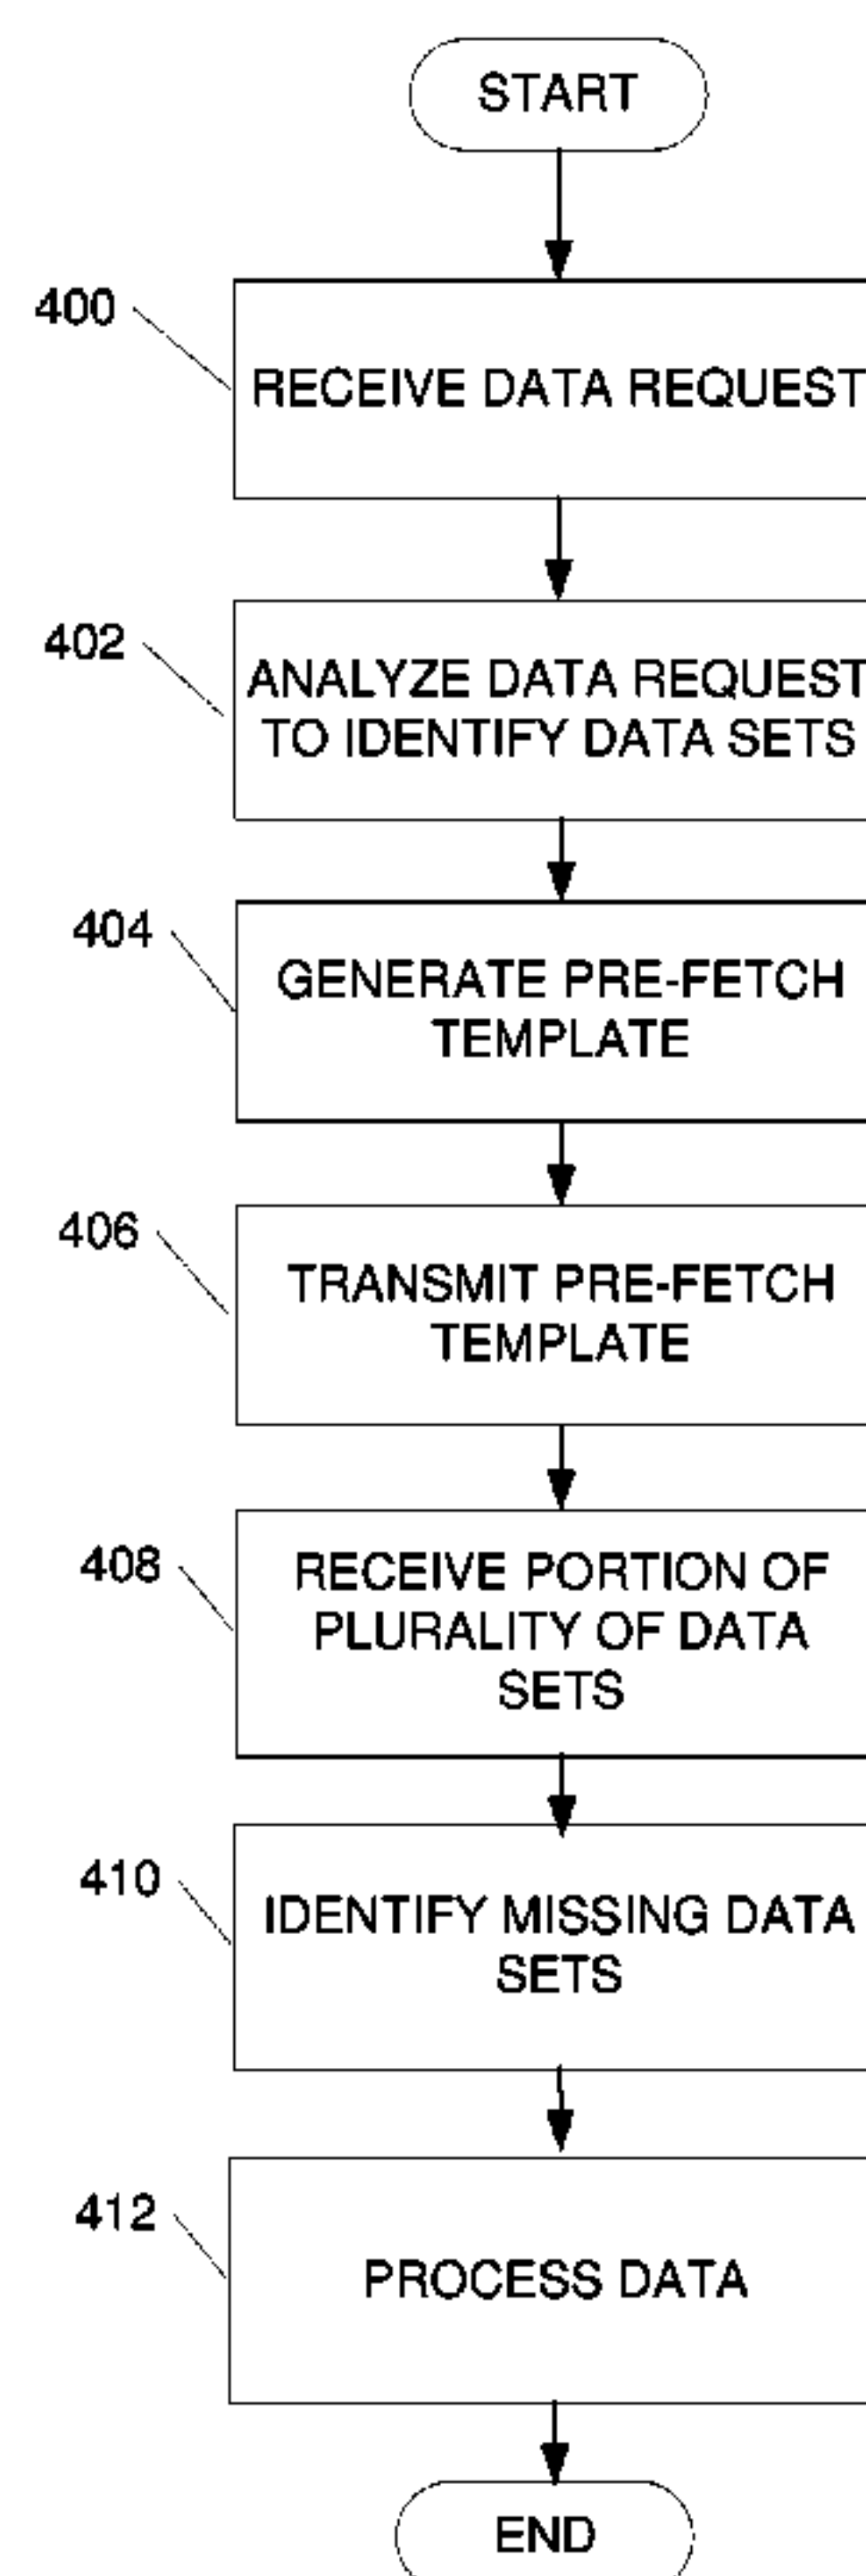 START
400
RECEIVE DATA REQUEST
402
ANALYZE DATA REQUEST
TO IDENTIFY DATA SETS
404
GENERATE PRE-FETCH
TEMPLATE
406
TRANSMIT PRE-FETCH
TEMPLATE
408
RECEIVE PORTION OF
PLURALITY OF DATA
SETS
410
IDENTIFY MISSING DATA
SETS
412
PROCESS DATA
END